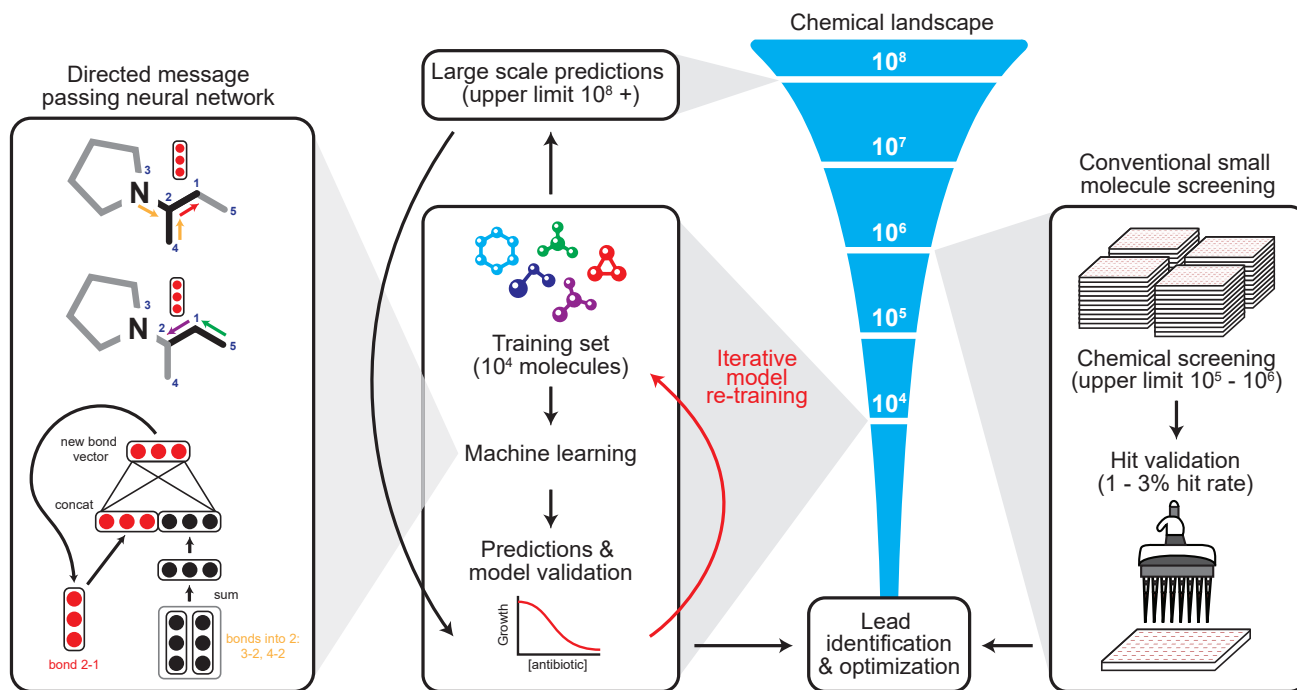 Directed message
passing neural network
3
N
2
1
5
4
3
N
2
1
5
4
new bond
vector
concat
sum
bonds into 2:
3-2, 4-2
bond 2-1
Large scale predictions
(upper limit 10⁸ +)
Training set
(10⁴ molecules)
Machine learning
Predictions &
model validation
Growth
[antibiotic]
Iterative
model
re-training
Chemical landscape
10⁸
10⁷
10⁶
10⁵
10⁴
Lead
identification
& optimization
Conventional small
molecule screening
Chemical screening
(upper limit 10⁵ - 10⁶)
Hit validation
(1 - 3% hit rate)